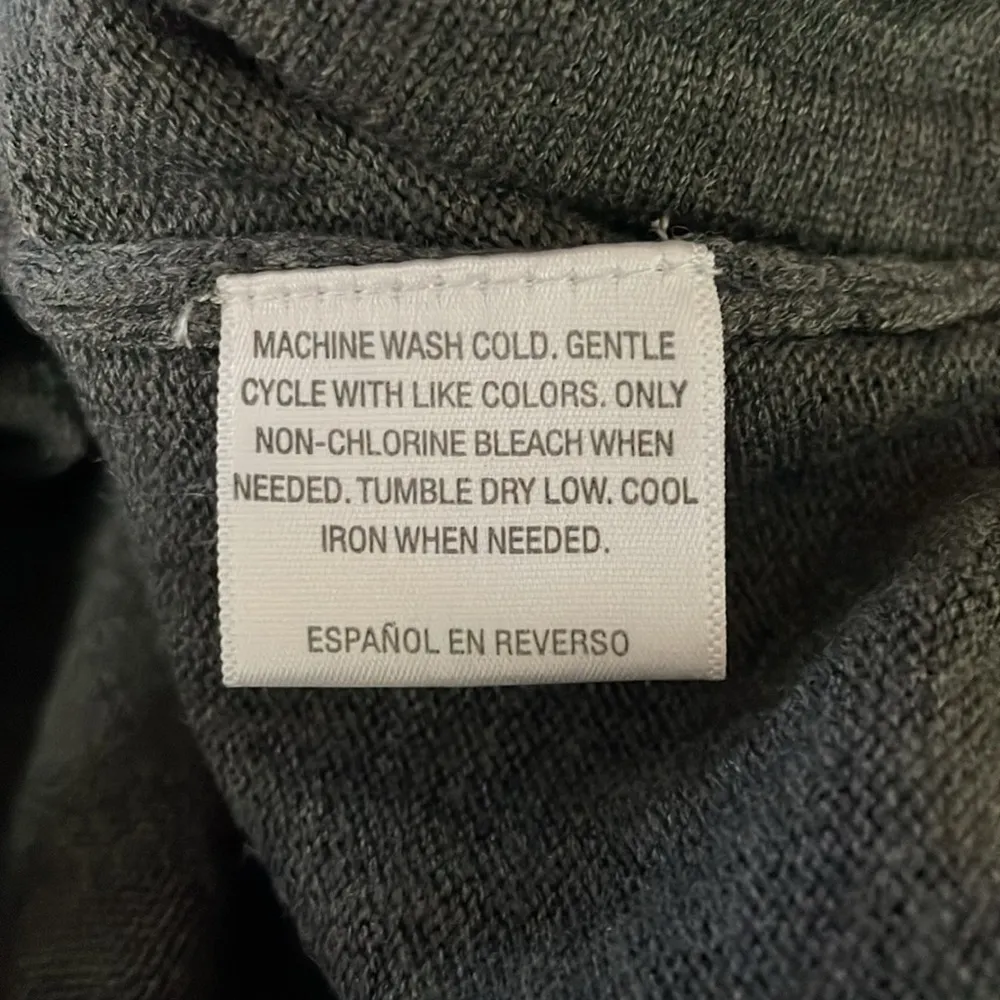 MACHINE WASH COLD. GENTLE
CYCLE WITH LIKE COLORS. ONLY
NON-CHLORINE BLEACH WHEN
NEEDED. TUMBLE DRY LOW. COOL
IRON WHEN NEEDED.
ESPAÑOL EN REVERSO